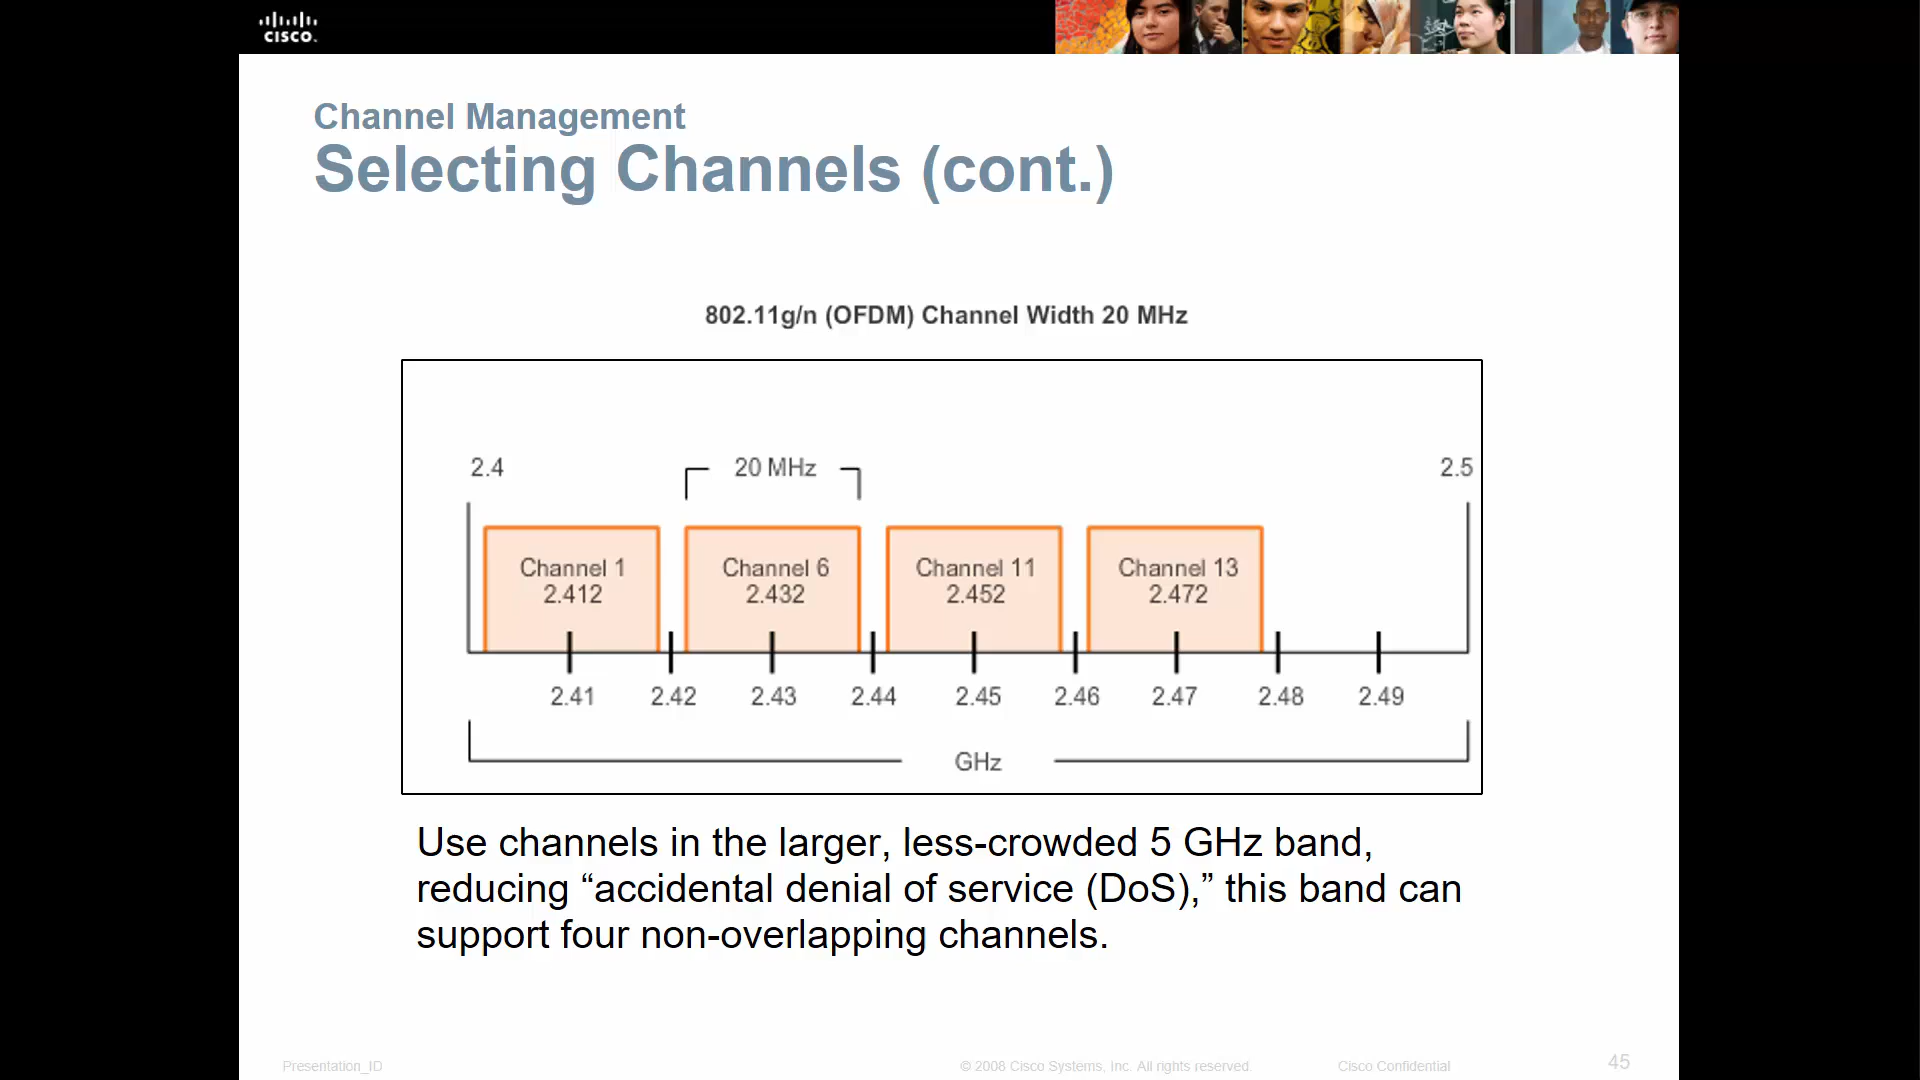 CISCO.
Channel Management
Selecting Channels (cont.)
802.11g/n (OFDM) Channel Width 20 MHz
2.4 20 MHz 2.5
Channel 1 Channel 6 Channel 11 Channel 13
2.412 2.432 2.452 2.472
2.41 2.42 2.43 2.44 2.45 2.46 2.47 2.48 2.49
GHz
Use channels in the larger, less-crowded 5 GHz band,
reducing “accidental denial of service (DoS),” this band can
support four non-overlapping channels.
Presentation_ID © 2008 Cisco Systems, Inc. All rights reserved. Cisco Confidential 45